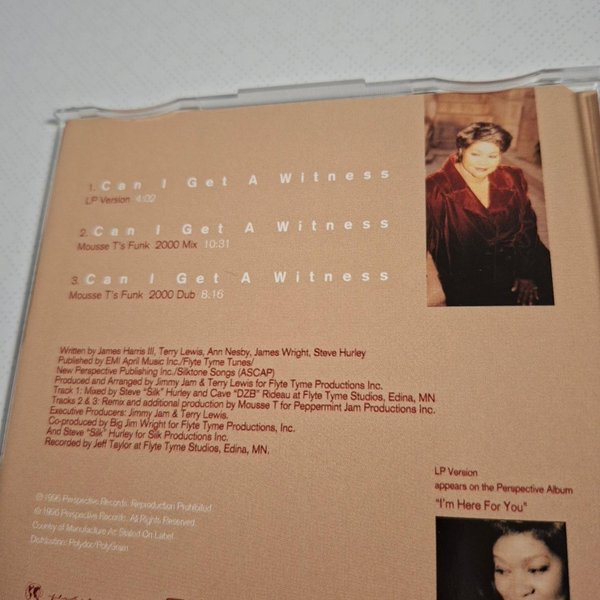 1. Can I Get A Witness
LP Version 4:02
2. Can I Get A Witness
Mousse T's Funk 2000 Mix 10:31
3. Can I Get A Witness
Mousse T's Funk 2000 Dub 8:16
Written by James Harris III, Terry Lewis, Ann Nesby, James Wright, Steve Hurley
Published by EMI April Music Inc./Flyte Tyme Tunes/
New Perspective Publishing Inc./Silktone Songs (ASCAP)
Produced and Arranged by Jimmy Jam & Terry Lewis for Flyte Tyme Productions Inc.
Track 1: Mixed by Steve "Silk" Hurley and Cave "DZB" Rideau at Flyte Tyme Studios, Edina, MN
Tracks 2 & 3: Remix and additional production by Mousse T for Peppermint Jam Productions Inc.
Executive Producers: Jimmy Jam & Terry Lewis.
Co-produced by Big Jim Wright for Flyte Tyme Productions, Inc.
And Steve "Silk" Hurley for Silk Productions Inc.
Recorded by Jeff Taylor at Flyte Tyme Studios, Edina, MN.
LP Version
appears on the Perspective Album
"I'm Here For You"
℗ 1996 Perspective Records. Reproduction Prohibited.
© 1996 Perspective Records. All Rights Reserved.
Country of Manufacture As Stated On Label.
Distribution: Polydor/PolyGram